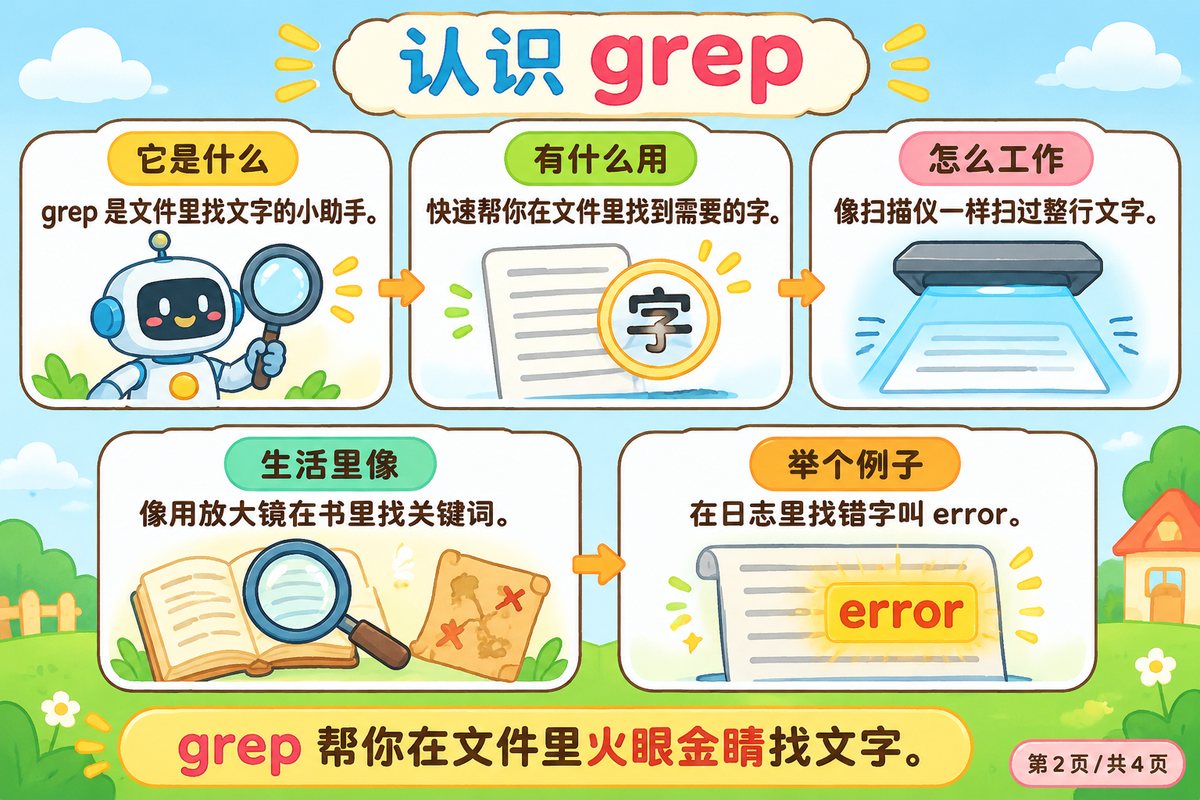 认识 grep
它是什么
grep 是文件里找文字的小助手。
有什么用
快速帮你在文件里找到需要的字。
字
怎么工作
像扫描仪一样扫过整行文字。
生活里像
像用放大镜在书里找关键词。
举个例子
在日志里找错字叫 error。
error
grep 帮你在文件里火眼金睛找文字。
第2页/共4页